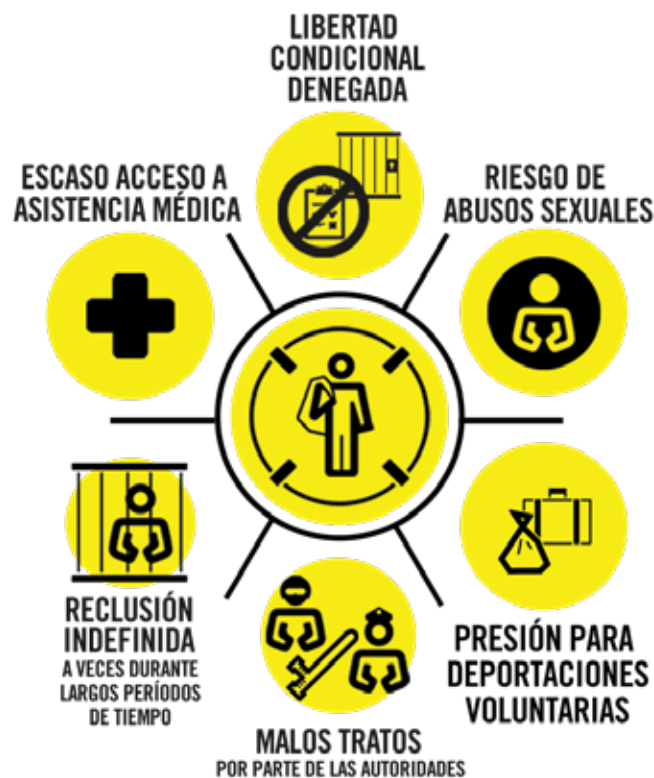 LIBERTAD
CONDICIONAL
DENEGADA
ESCASO ACCESO A
ASISTENCIA MÉDICA
RIESGO DE
ABUSOS SEXUALES
RECLUSIÓN
INDEFINIDA
A VECES DURANTE
LARGOS PERÍODOS
DE TIEMPO
PRESIÓN PARA
DEPORTACIONES
VOLUNTARIAS
MALOS TRATOS
POR PARTE DE LAS AUTORIDADES